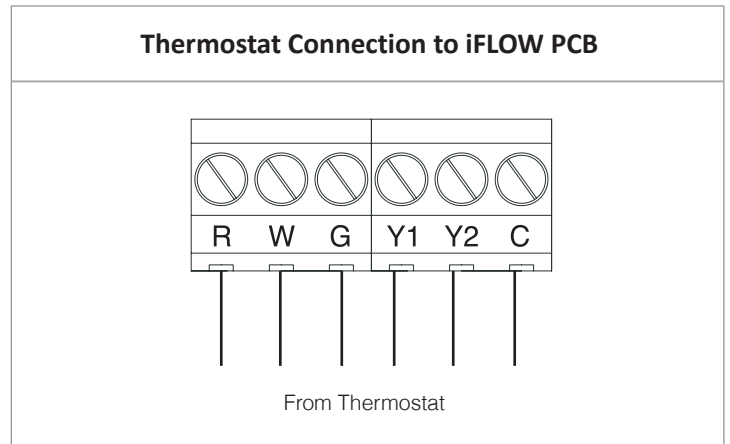 Thermostat Connection to iFLOW PCB
R W G Y1 Y2 C
From Thermostat